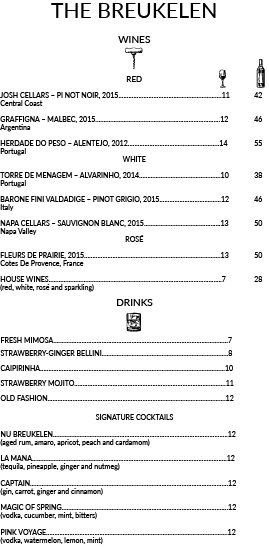 THE BREUKELEN
WINES
RED
JOSH CELLARS – PINOT NOIR, 2015 11 42
Central Coast
GRAFFIGNA – MALBEC, 2015 12 46
Argentina
HERDADE DO PESO – ALENTEJO, 2012 14 55
Portugal
WHITE
TORRE DE MENAGEM – ALVARINHO, 2014 10 38
Portugal
BARONE FINI VALDADIGE – PINOT GRIGIO, 2015 12 46
Italy
NAPA CELLARS – SAUVIGNON BLANC, 2015 13 50
Napa Valley
ROSÉ
FLEURS DE PRAIRIE, 2015 13 50
Cotes De Provence, France
HOUSE WINES 7 28
(red, white, rosé and sparkling)
DRINKS
FRESH MIMOSA 7
STRAWBERRY-GINGER BELLINI 8
CAIPIRINHA 10
STRAWBERRY MOJITO 11
OLD FASHION 12
SIGNATURE COCKTAILS
NU BREUKELEN 12
(aged rum, amaro, apricot, peach and cardamom)
LA MANA 12
(tequila, pineapple, ginger and nutmeg)
CAPTAIN 12
(gin, carrot, ginger and cinnamon)
MAGIC OF SPRING 12
(vodka, cucumber, mint, bitters)
PINK VOYAGE 12
(vodka, watermelon, lemon, mint)